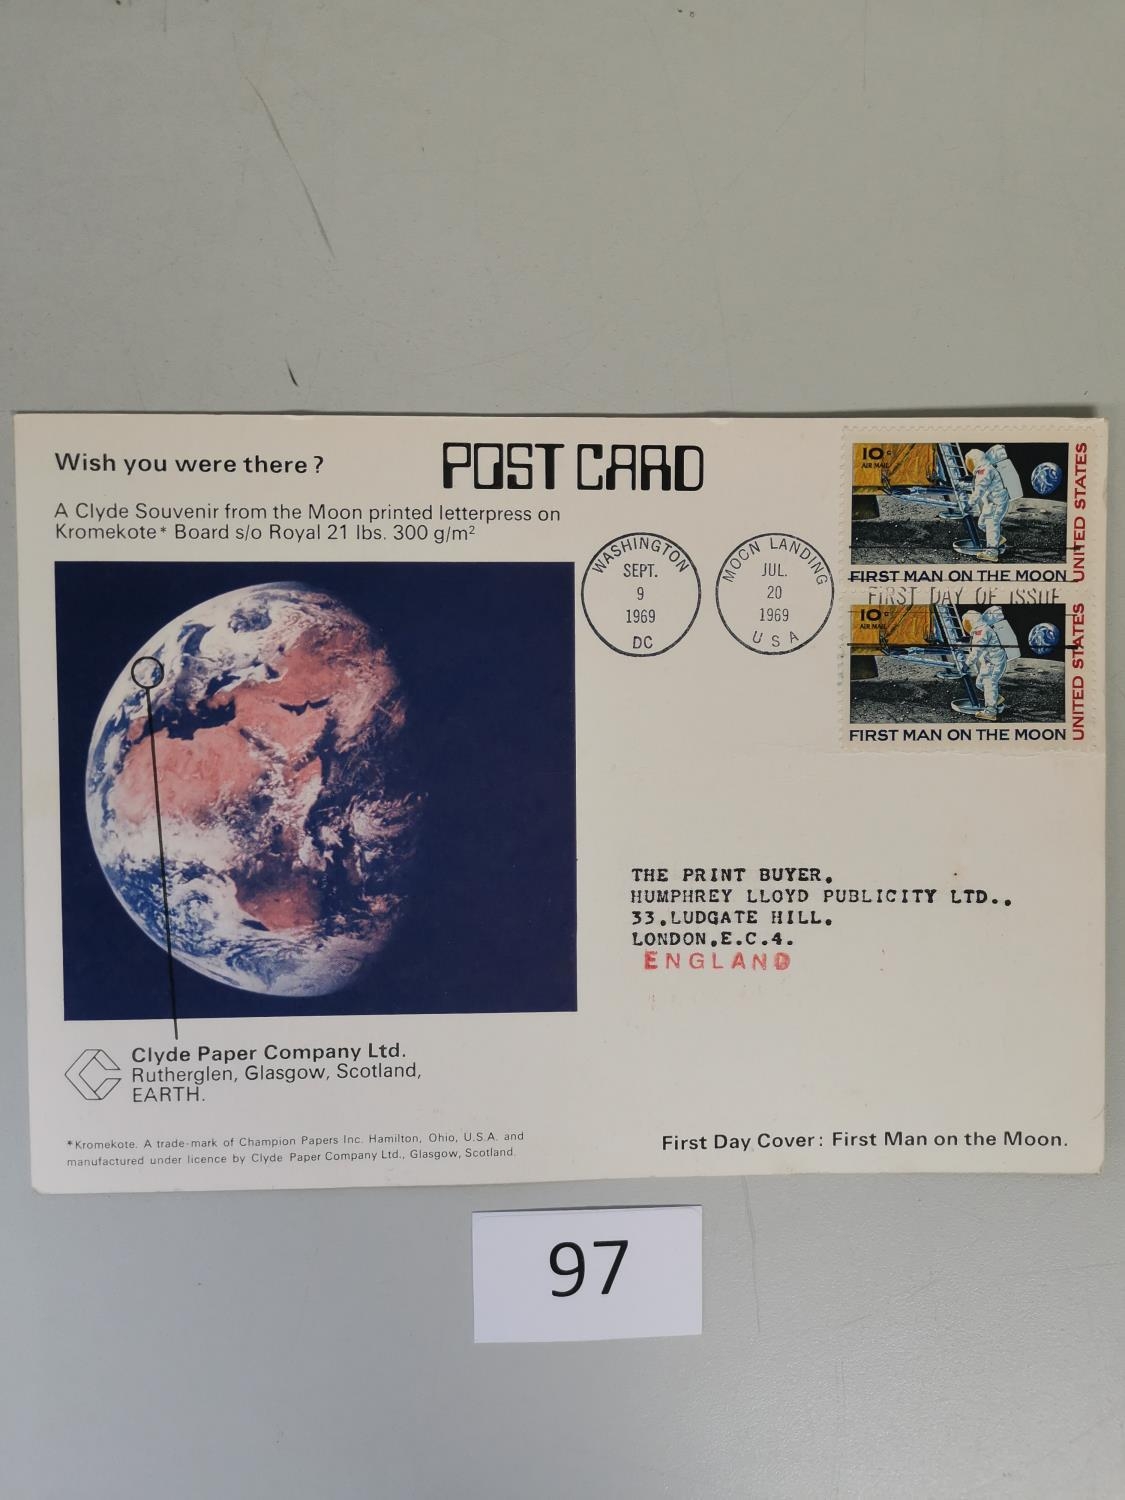 Wish you were there?
POST CARD
A Clyde Souvenir from the Moon printed letterpress on
Kromekote* Board s/o Royal 21 lbs. 300 g/m²
WASHINGTON
SEPT.
9
1969
DC
MOON LANDING
JUL.
20
1969
USA
10c
AIR MAIL
UNITED STATES
FIRST MAN ON THE MOON
FIRST DAY OF ISSUE
10c
AIR MAIL
UNITED STATES
FIRST MAN ON THE MOON
THE PRINT BUYER.
HUMPHREY LLOYD PUBLICITY LTD..
33.LUDGATE HILL.
LONDON.E.C.4.
ENGLAND
Clyde Paper Company Ltd.
Rutherglen, Glasgow, Scotland,
EARTH.
*Kromekote. A trade-mark of Champion Papers Inc. Hamilton, Ohio, U.S.A. and
manufactured under licence by Clyde Paper Company Ltd., Glasgow, Scotland.
First Day Cover: First Man on the Moon.
97